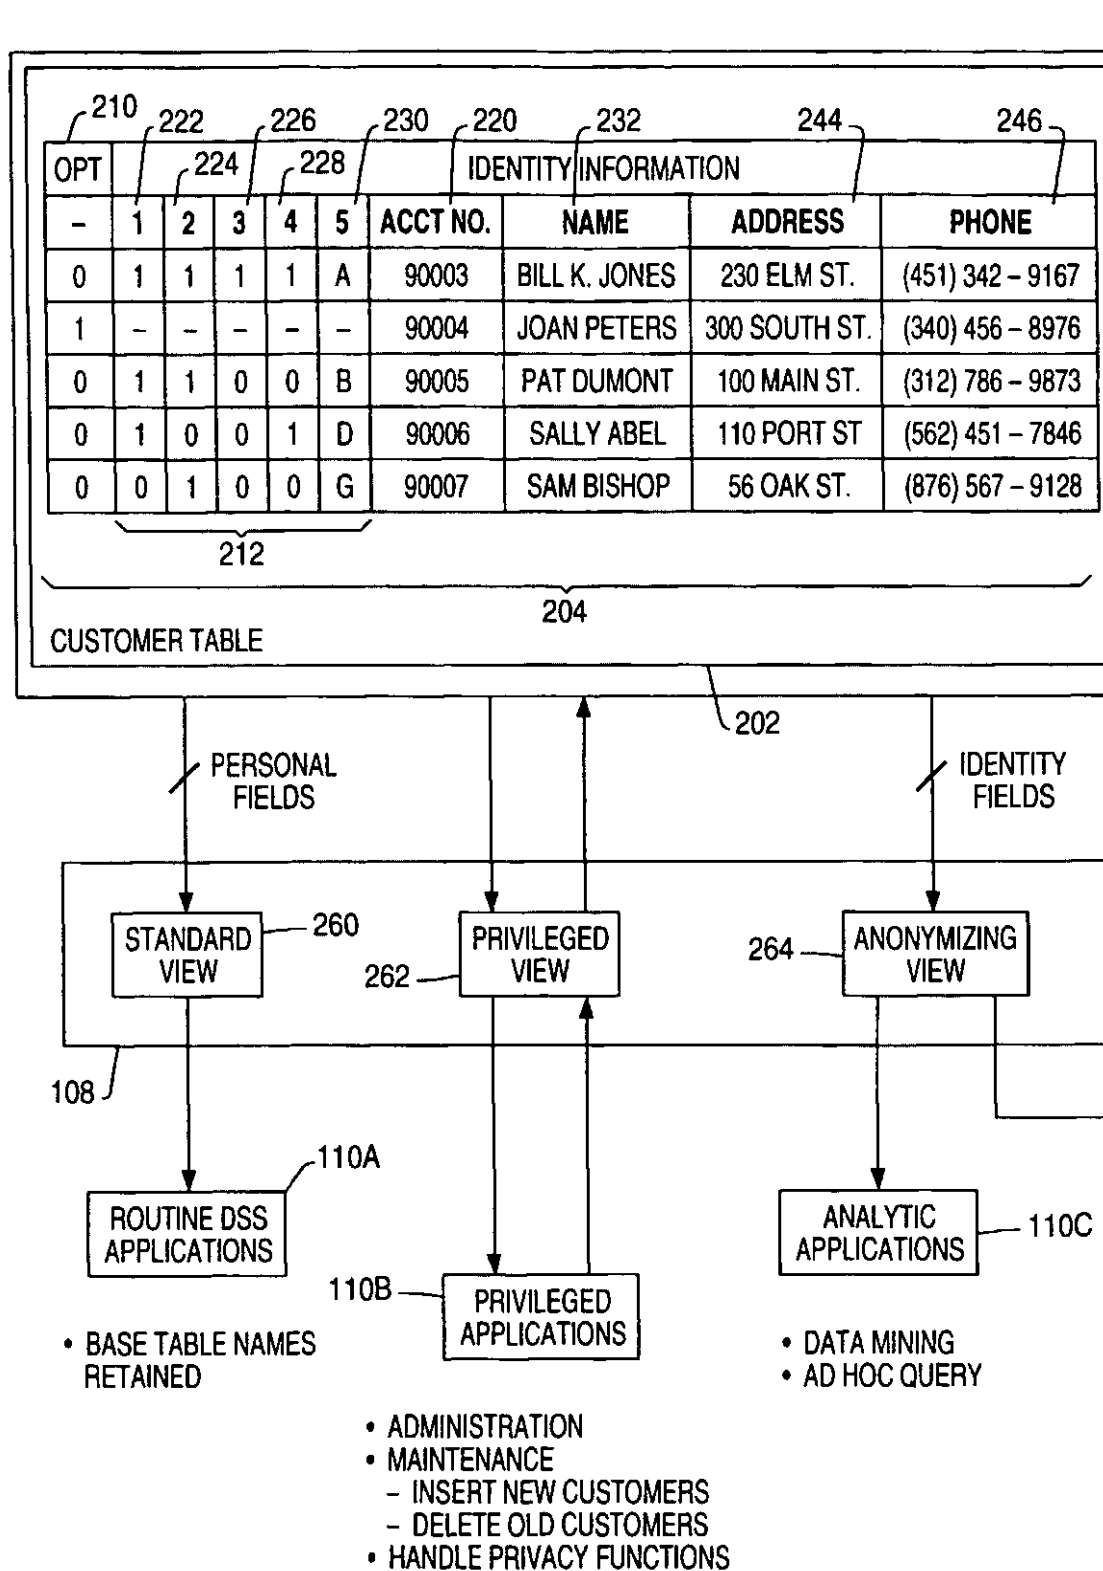 210 222 226 230 220 232 244 246
OPT 224 228 IDENTITY INFORMATION
– 1 2 3 4 5 ACCT NO. NAME ADDRESS PHONE
0 1 1 1 1 A 90003 BILL K. JONES 230 ELM ST. (451) 342 – 9167
1 – – – – – 90004 JOAN PETERS 300 SOUTH ST. (340) 456 – 8976
0 1 1 0 0 B 90005 PAT DUMONT 100 MAIN ST. (312) 786 – 9873
0 1 0 0 1 D 90006 SALLY ABEL 110 PORT ST (562) 451 – 7846
0 0 1 0 0 G 90007 SAM BISHOP 56 OAK ST. (876) 567 – 9128
212
204
CUSTOMER TABLE
202
PERSONAL
FIELDS
IDENTITY
FIELDS
STANDARD
VIEW
260
PRIVILEGED
VIEW
262
ANONYMIZING
VIEW
264
108
110A
ROUTINE DSS
APPLICATIONS
110B
PRIVILEGED
APPLICATIONS
ANALYTIC
APPLICATIONS
110C
• BASE TABLE NAMES
RETAINED
• DATA MINING
• AD HOC QUERY
• ADMINISTRATION
• MAINTENANCE
– INSERT NEW CUSTOMERS
– DELETE OLD CUSTOMERS
• HANDLE PRIVACY FUNCTIONS